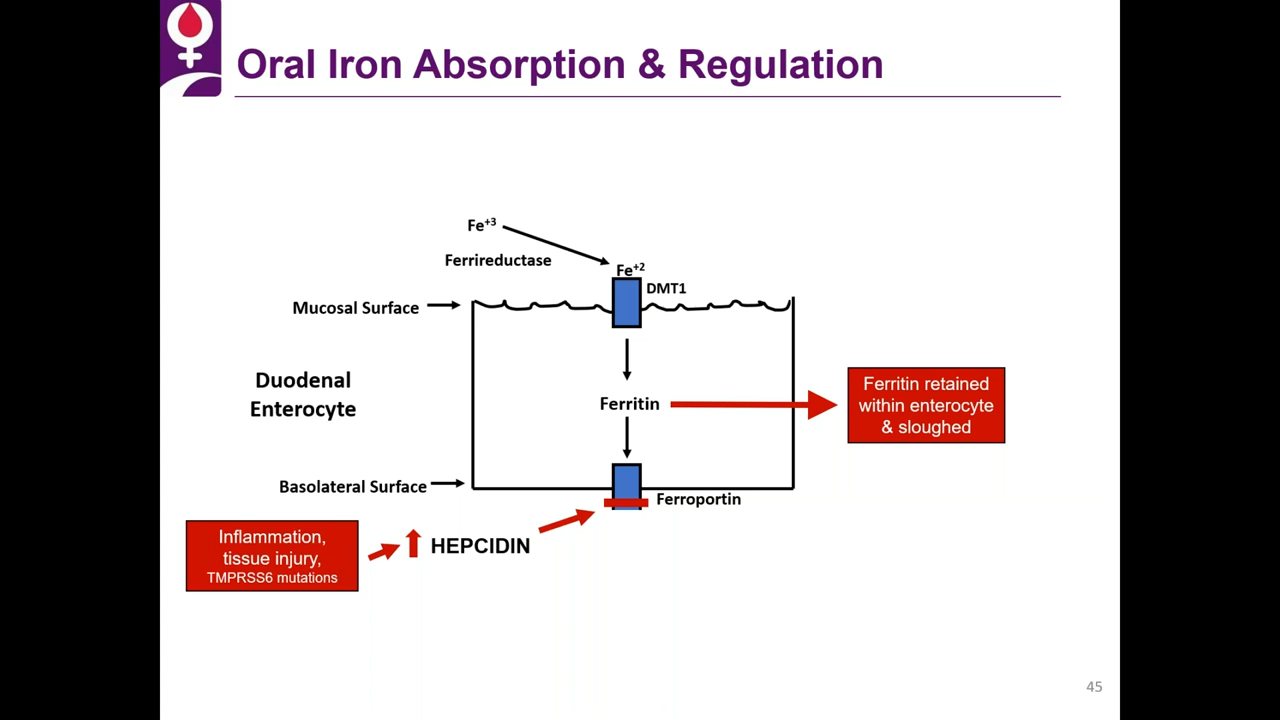 Oral Iron Absorption & Regulation
Fe+3
Ferrireductase
Fe+2
DMT1
Mucosal Surface
Duodenal
Enterocyte
Ferritin
Ferritin retained
within enterocyte
& sloughed
Basolateral Surface
Ferroportin
Inflammation,
tissue injury,
TMPRSS6 mutations
HEPCIDIN
45